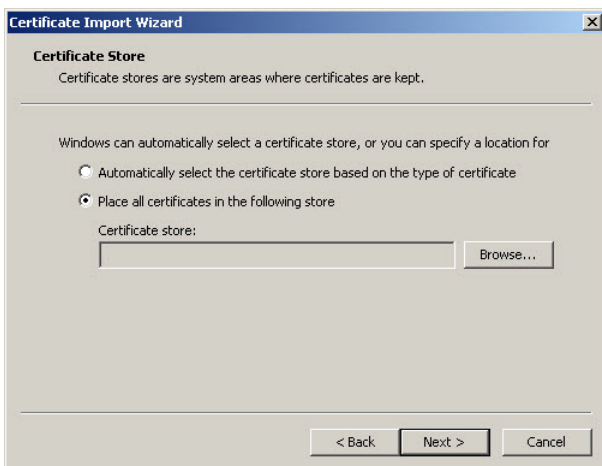 Certificate Import Wizard
Certificate Store
Certificate stores are system areas where certificates are kept.
Windows can automatically select a certificate store, or you can specify a location for
Automatically select the certificate store based on the type of certificate
Place all certificates in the following store
Certificate store:
Browse...
< Back Next > Cancel